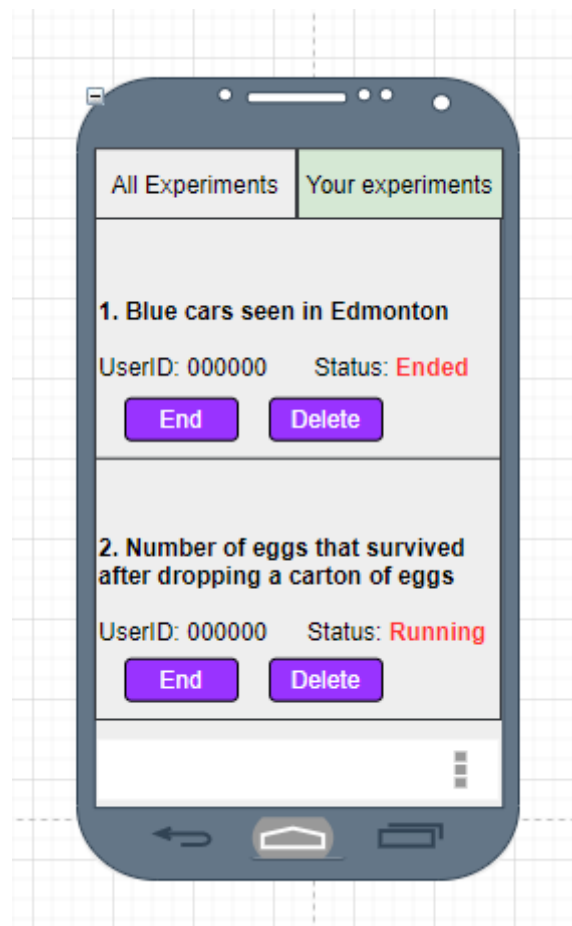 All Experiments Your experiments
1. Blue cars seen in Edmonton
UserID: 000000 Status: Ended
End Delete
2. Number of eggs that survived
after dropping a carton of eggs
UserID: 000000 Status: Running
End Delete